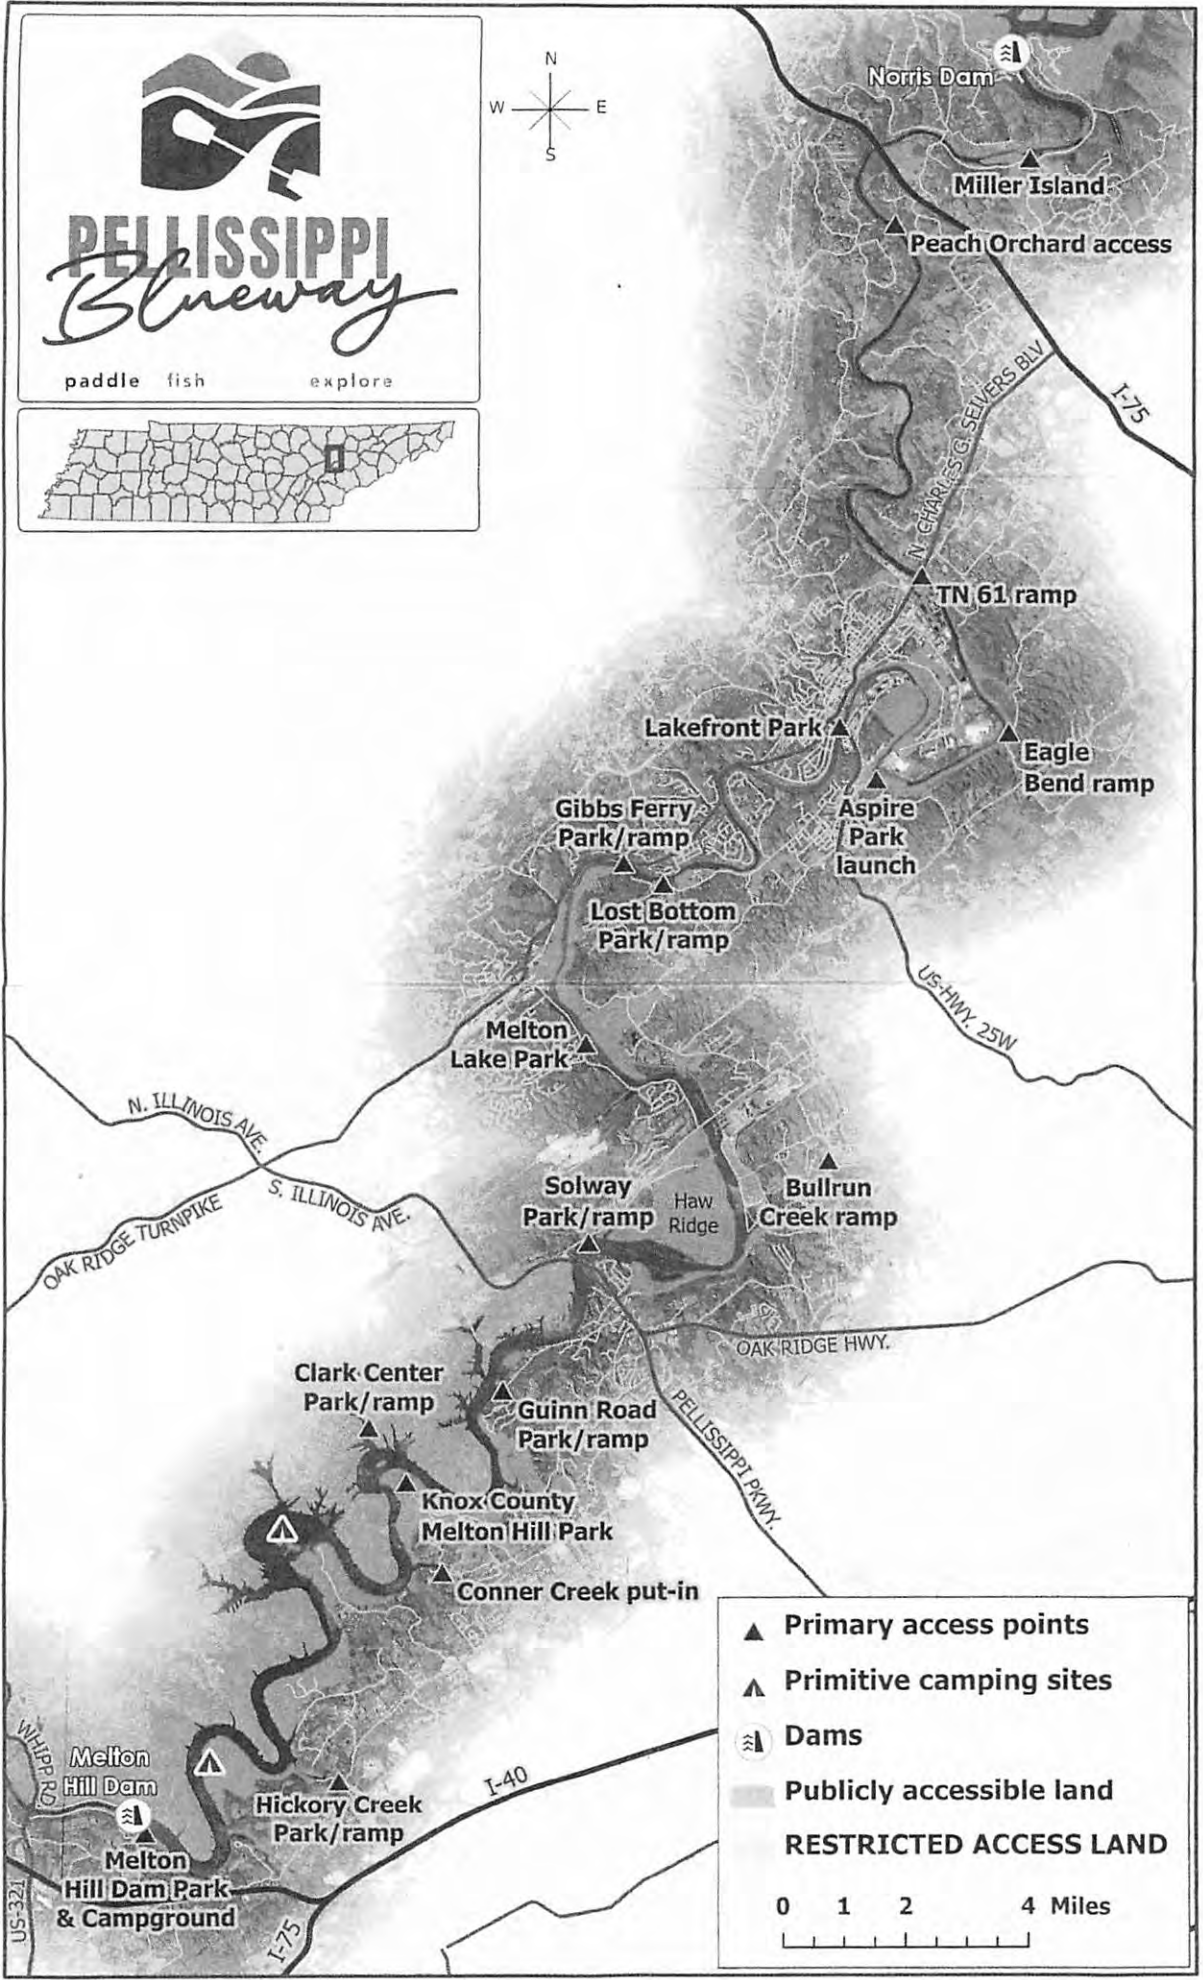 PELLISSIPPI
Blueway
paddle fish explore
N
W E
S
Norris Dam
Miller Island
Peach Orchard access
I-75
N. CHARLES G. SEIVERS BLV
TN 61 ramp
Lakefront Park
Eagle
Bend ramp
Aspire
Park
launch
Gibbs Ferry
Park/ramp
Lost Bottom
Park/ramp
US-HWY. 25W
Melton
Lake Park
N. ILLINOIS AVE.
S. ILLINOIS AVE.
OAK RIDGE TURNPIKE
Solway
Park/ramp
Haw
Ridge
Bullrun
Creek ramp
OAK RIDGE HWY.
PELLISSIPPI PKWY.
Clark Center
Park/ramp
Guinn Road
Park/ramp
Knox County
Melton Hill Park
Conner Creek put-in
WHIPP RD
Melton
Hill Dam
Hickory Creek
Park/ramp
I-40
Melton
Hill Dam Park
& Campground
US-321
I-75
Primary access points
Primitive camping sites
Dams
Publicly accessible land
RESTRICTED ACCESS LAND
0 1 2 4 Miles